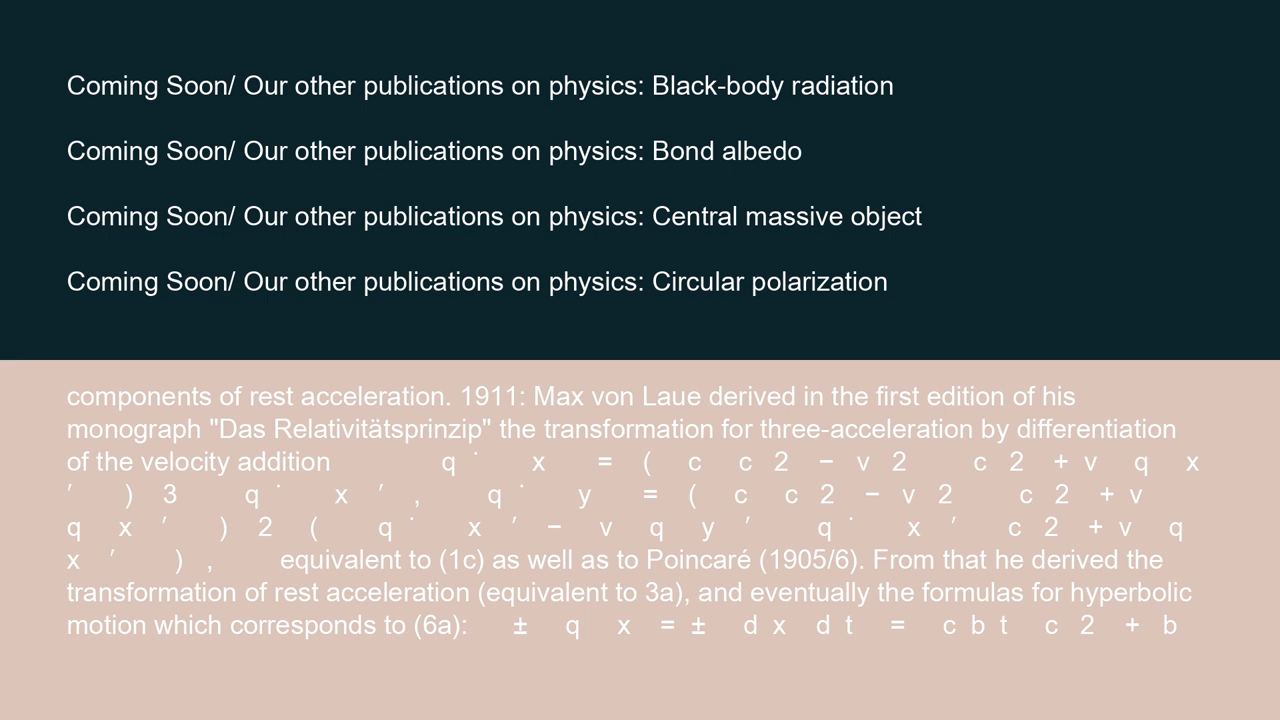 Coming Soon/ Our other publications on physics: Black-body radiation
Coming Soon/ Our other publications on physics: Bond albedo
Coming Soon/ Our other publications on physics: Central massive object
Coming Soon/ Our other publications on physics: Circular polarization
components of rest acceleration. 1911: Max von Laue derived in the first edition of his
monograph "Das Relativitätsprinzip" the transformation for three-acceleration by differentiation
of the velocity addition q ˙ x = ( c c 2 − v 2 c 2 + v q x
′ ) 3 q ˙ x ′ , q ˙ y = ( c c 2 − v 2 c 2 + v
q x ′ ) 2 ( q ˙ x ′ − v q y ′ q ˙ x ′ c 2 + v q
x ′ ) , equivalent to (1c) as well as to Poincaré (1905/6). From that he derived the
transformation of rest acceleration (equivalent to 3a), and eventually the formulas for hyperbolic
motion which corresponds to (6a): ± q x = ± d x d t = c b t c 2 + b